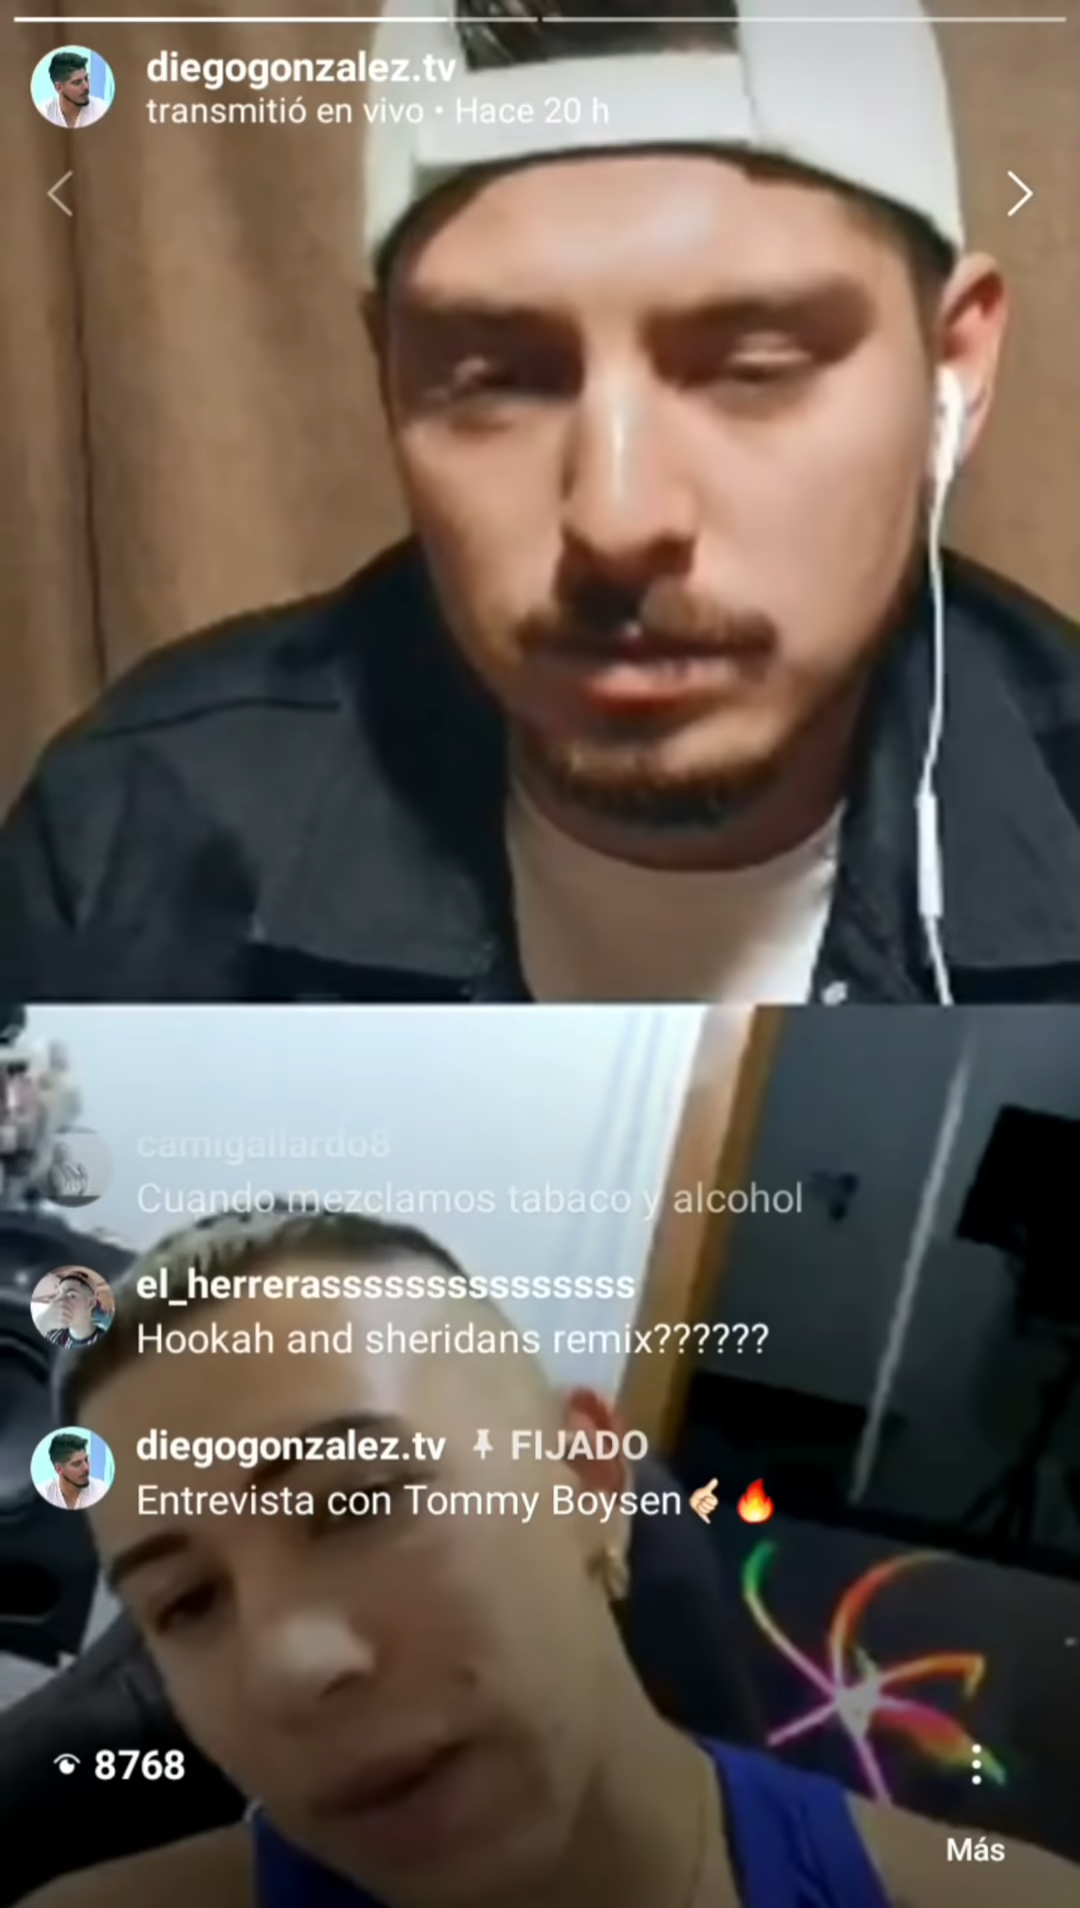 diegogonzalez.tv
transmitió en vivo • Hace 20 h
camigallardo8
Cuando mezclamos tabaco y alcohol
el_herrerasssssssssssssss
Hookah and sheridans remix??????
diegogonzalez.tv FIJADO
Entrevista con Tommy Boysen🤙🏻🔥
8768
Más